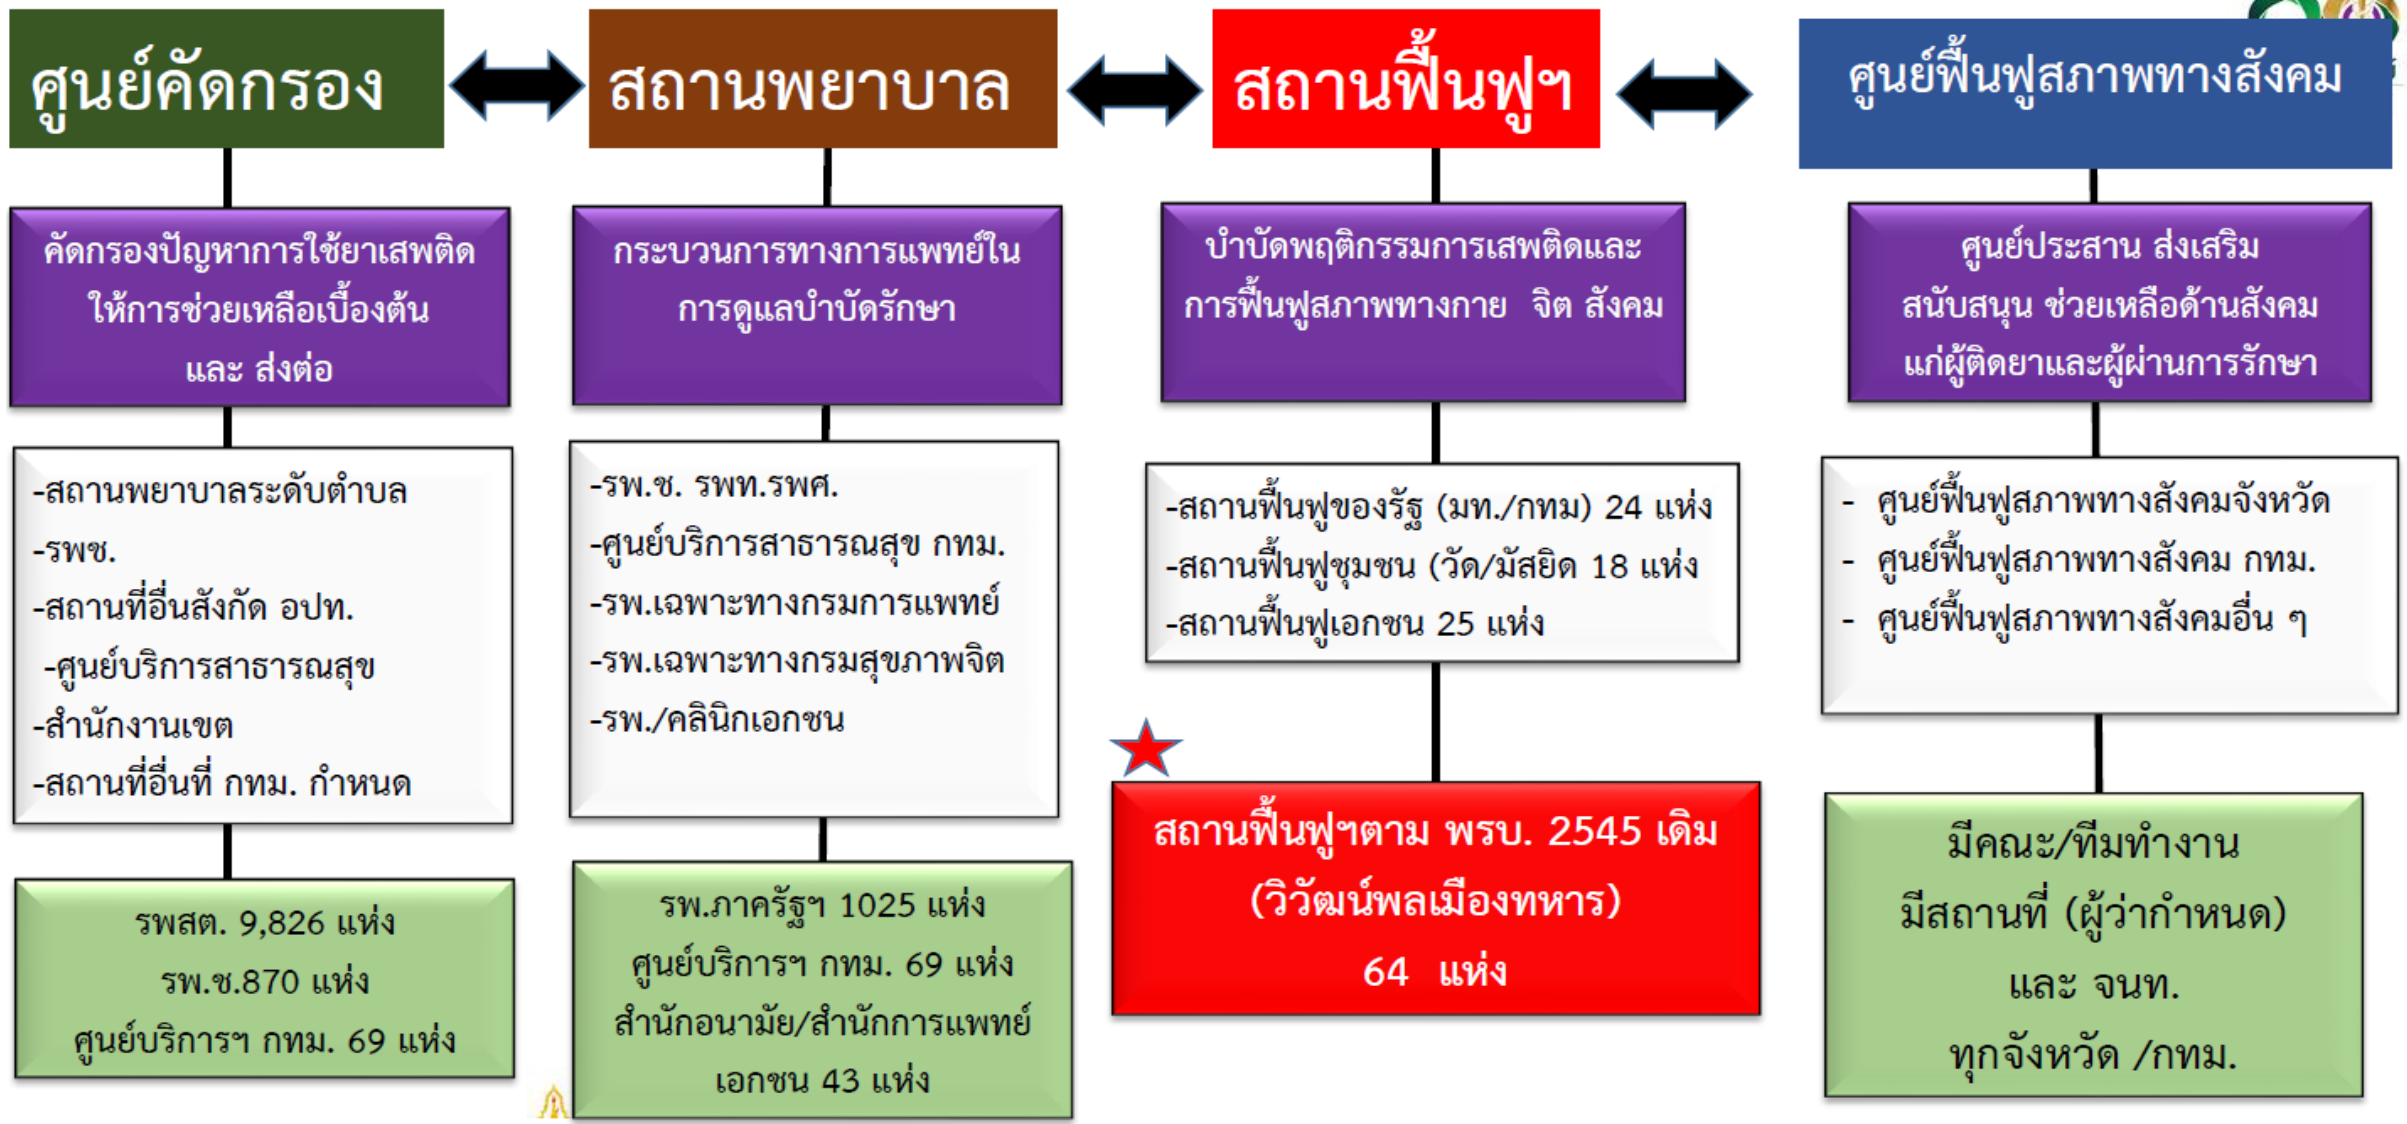 ศูนย์คัดกรอง
สถานพยาบาล
สถานฟื้นฟูฯ
ศูนย์ฟื้นฟูสภาพทางสังคม
คัดกรองปัญหาการใช้ยาเสพติด
ให้การช่วยเหลือเบื้องต้น
และ ส่งต่อ
กระบวนการทางการแพทย์ใน
การดูแลบำบัดรักษา
บำบัดพฤติกรรมการเสพติดและ
การฟื้นฟูสภาพทางกาย จิต สังคม
ศูนย์ประสาน ส่งเสริม
สนับสนุน ช่วยเหลือด้านสังคม
แก่ผู้ติดยาและผู้ผ่านการรักษา
-สถานพยาบาลระดับตำบล
-รพช.
-สถานที่อื่นสังกัด อปท.
-ศูนย์บริการสาธารณสุข
-สำนักงานเขต
-สถานที่อื่นที่ กทม. กำหนด
-รพ.ช. รพท.รพศ.
-ศูนย์บริการสาธารณสุข กทม.
-รพ.เฉพาะทางกรมการแพทย์
-รพ.เฉพาะทางกรมสุขภาพจิต
-รพ./คลินิกเอกชน
-สถานฟื้นฟูของรัฐ (มท./กทม) 24 แห่ง
-สถานฟื้นฟูชุมชน (วัด/มัสยิด 18 แห่ง
-สถานฟื้นฟูเอกชน 25 แห่ง
- ศูนย์ฟื้นฟูสภาพทางสังคมจังหวัด
- ศูนย์ฟื้นฟูสภาพทางสังคม กทม.
- ศูนย์ฟื้นฟูสภาพทางสังคมอื่น ๆ
รพสต. 9,826 แห่ง
รพ.ช.870 แห่ง
ศูนย์บริการฯ กทม. 69 แห่ง
รพ.ภาครัฐฯ 1025 แห่ง
ศูนย์บริการฯ กทม. 69 แห่ง
สำนักอนามัย/สำนักการแพทย์
เอกชน 43 แห่ง
สถานฟื้นฟูฯตาม พรบ. 2545 เดิม
(วิวัฒน์พลเมืองทหาร)
64 แห่ง
มีคณะ/ทีมทำงาน
มีสถานที่ (ผู้ว่ากำหนด)
และ จนท.
ทุกจังหวัด /กทม.